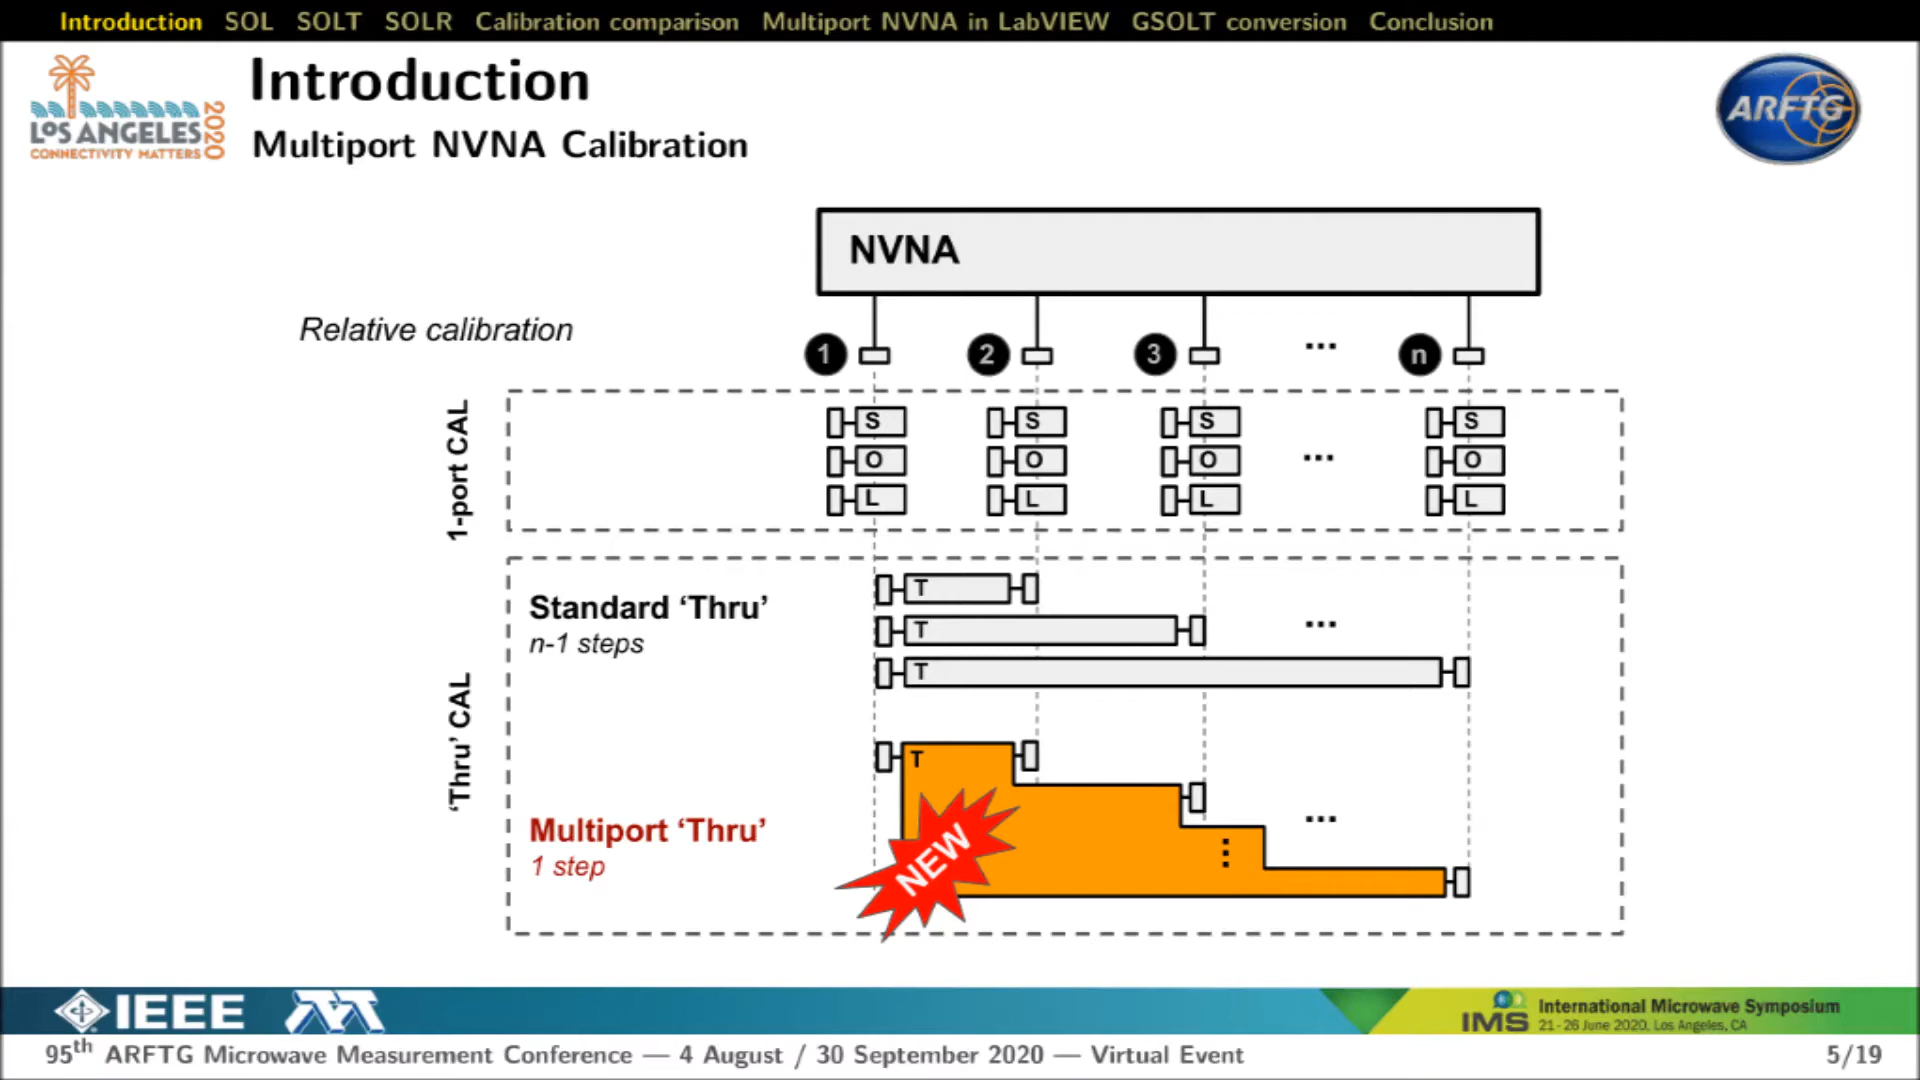 Introduction SOL SOLT SOLR Calibration comparison Multiport NVNA in LabVIEW GSOLT conversion Conclusion
Introduction
Multiport NVNA Calibration
LOS ANGELES 2020
CONNECTIVITY MATTERS
ARFTG
NVNA
Relative calibration
1 2 3 ... n
1-port CAL
S S S S
O O O ... O
L L L L
'Thru' CAL
Standard ‘Thru’
n-1 steps
T
T ...
T
Multiport ‘Thru’
1 step
T
...
NEW
IEEE
IMS
International Microwave Symposium
21-26 June 2020, Los Angeles, CA
95th ARFTG Microwave Measurement Conference — 4 August / 30 September 2020 — Virtual Event
5/19